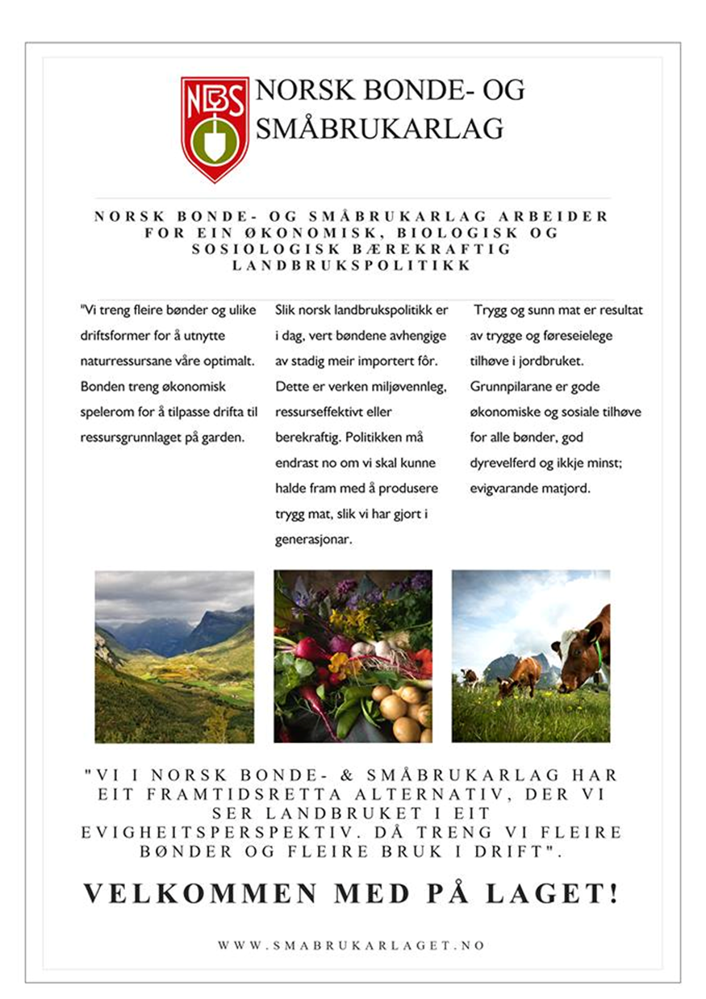 NBS
NORSK BONDE- OG
SMÅBRUKARLAG
NORSK BONDE- OG SMÅBRUKARLAG ARBEIDER
FOR EIN ØKONOMISK, BIOLOGISK OG
SOSIOLOGISK BÆREKRAFTIG
LANDBRUKSPOLITIKK
"Vi treng fleire bønder og ulike
driftsformer for å utnytte
naturressursane våre optimalt.
Bonden treng økonomisk
spelerom for å tilpasse drifta til
ressursgrunnlaget på garden.
Slik norsk landbrukspolitikk er
i dag, vert bøndene avhengige
av stadig meir importert fôr.
Dette er verken miljøvennleg,
ressurseffektivt eller
berekraftig. Politikken må
endrast no om vi skal kunne
halde fram med å produsere
trygg mat, slik vi har gjort i
generasjonar.
Trygg og sunn mat er resultat
av trygge og føreseielege
tilhøve i jordbruket.
Grunnpilarane er gode
økonomiske og sosiale tilhøve
for alle bønder, god
dyrevelferd og ikkje minst;
evigvarande matjord.
"VI I NORSK BONDE- & SMÅBRUKARLAG HAR
EIT FRAMTIDSRETTA ALTERNATIV, DER VI
SER LANDBRUKET I EIT
EVIGHEITSPERSPEKTIV. DÅ TRENG VI FLEIRE
BØNDER OG FLEIRE BRUK I DRIFT".
VELKOMMEN MED PÅ LAGET!
WWW.SMABRUKARLAGET.NO